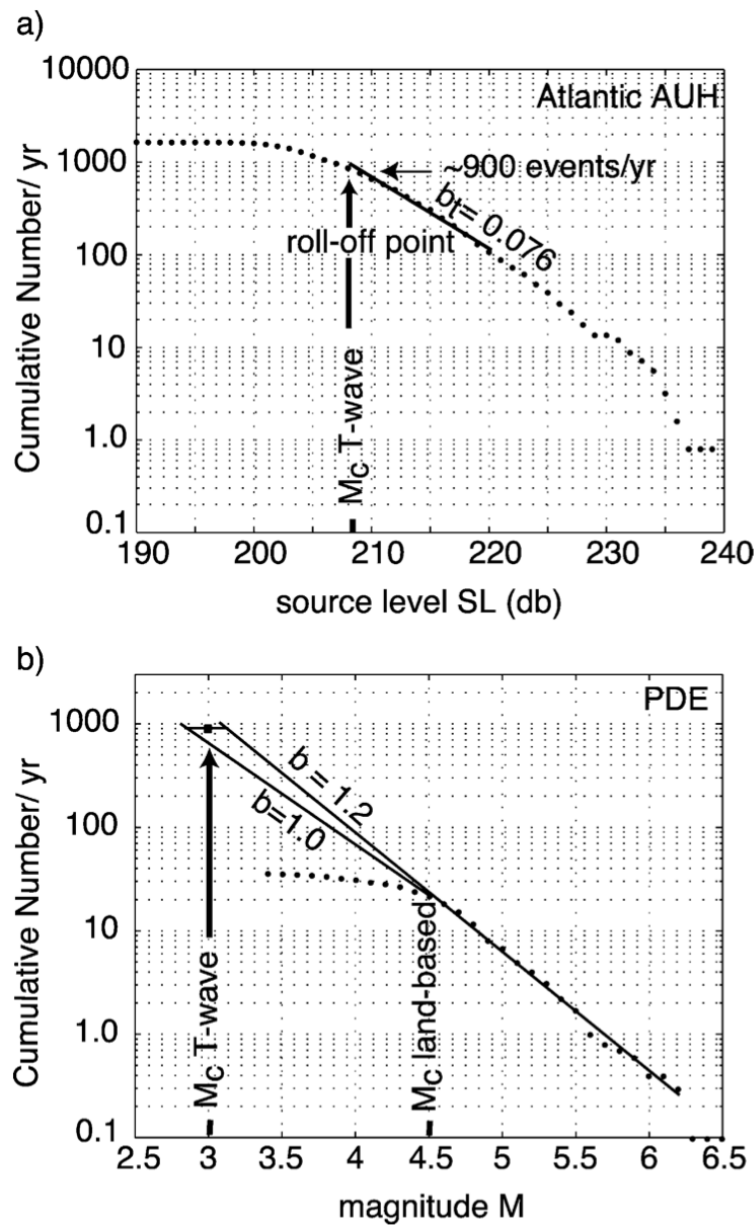 a)
Atlantic AUH
10000
1000
100
10
1.0
0.1
Cumulative Number/ yr
~900 events/yr
bt= 0.076
roll-off point
Mc T-wave
190 200 210 220 230 240
source level SL (db)
b)
PDE
1000
100
10
1.0
0.1
Cumulative Number/ yr
b = 1.2
b=1.0
Mc T-wave
Mc land-based
2.5 3 3.5 4 4.5 5 5.5 6 6.5
magnitude M